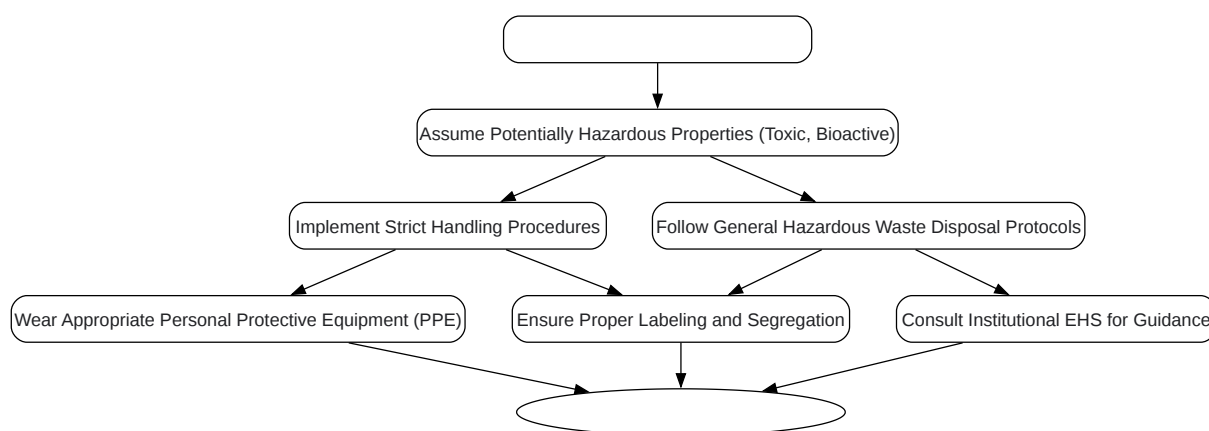 Assume Potentially Hazardous Properties (Toxic, Bioactive)
Implement Strict Handling Procedures
Follow General Hazardous Waste Disposal Protocols
Wear Appropriate Personal Protective Equipment (PPE)
Ensure Proper Labeling and Segregation
Consult Institutional EHS for Guidance